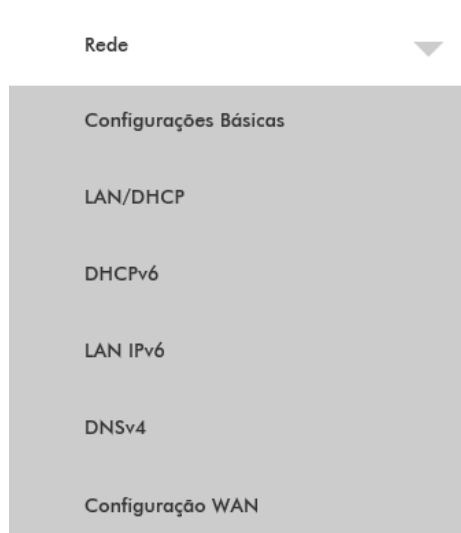 Rede
Configurações Básicas
LAN/DHCP
DHCPv6
LAN IPv6
DNSv4
Configuração WAN